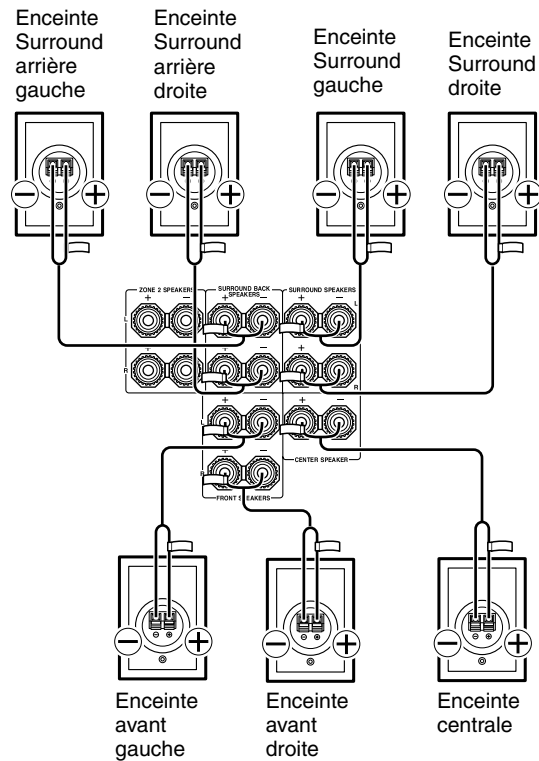 Enceinte
Surround
arrière
gauche
Enceinte
Surround
arrière
droite
Enceinte
Surround
gauche
Enceinte
Surround
droite
− +
− +
− +
− +
ZONE 2 SPEAKERS
SURROUND BACK
SPEAKERS
SURROUND SPEAKERS
+ −
+ −
+ −
L
L
+ −
+ −
R
R
+ −
+ −
L
CENTER SPEAKER
+ −
R
FRONT SPEAKERS
− +
− +
− +
Enceinte
avant
gauche
Enceinte
avant
droite
Enceinte
centrale